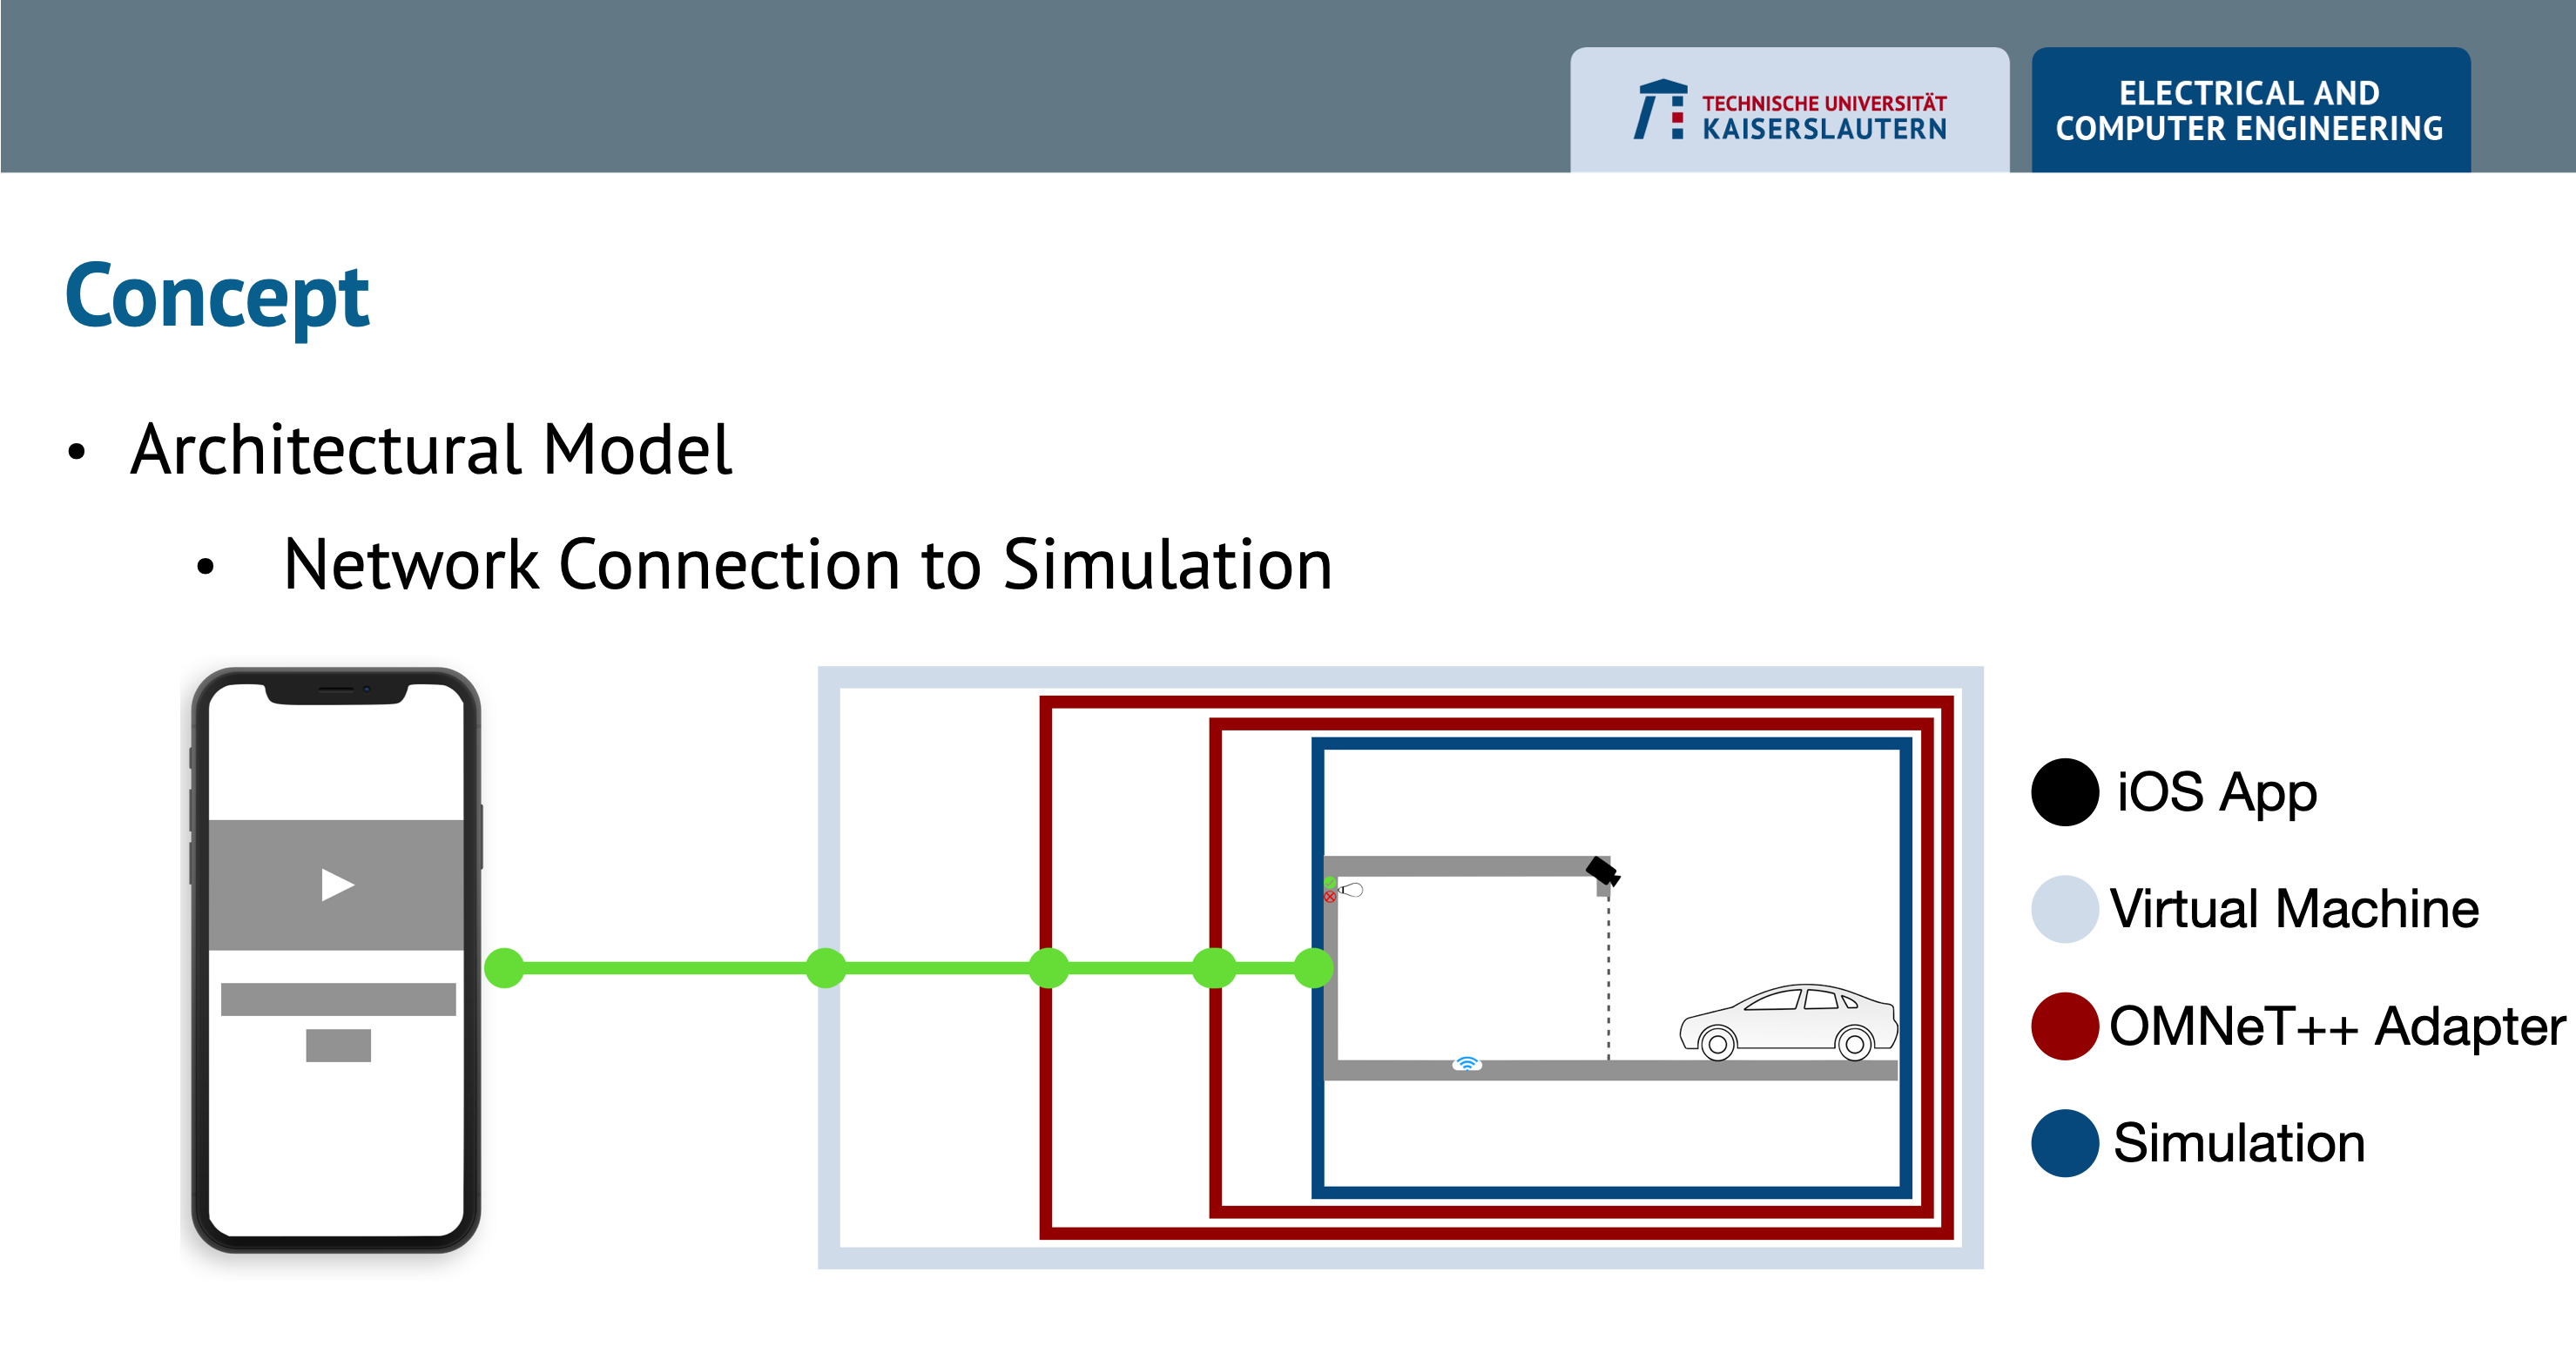 TECHNISCHE UNIVERSITÄT
KAISERSLAUTERN
ELECTRICAL AND
COMPUTER ENGINEERING
Concept
• Architectural Model
• Network Connection to Simulation
iOS App
Virtual Machine
OMNeT++ Adapter
Simulation